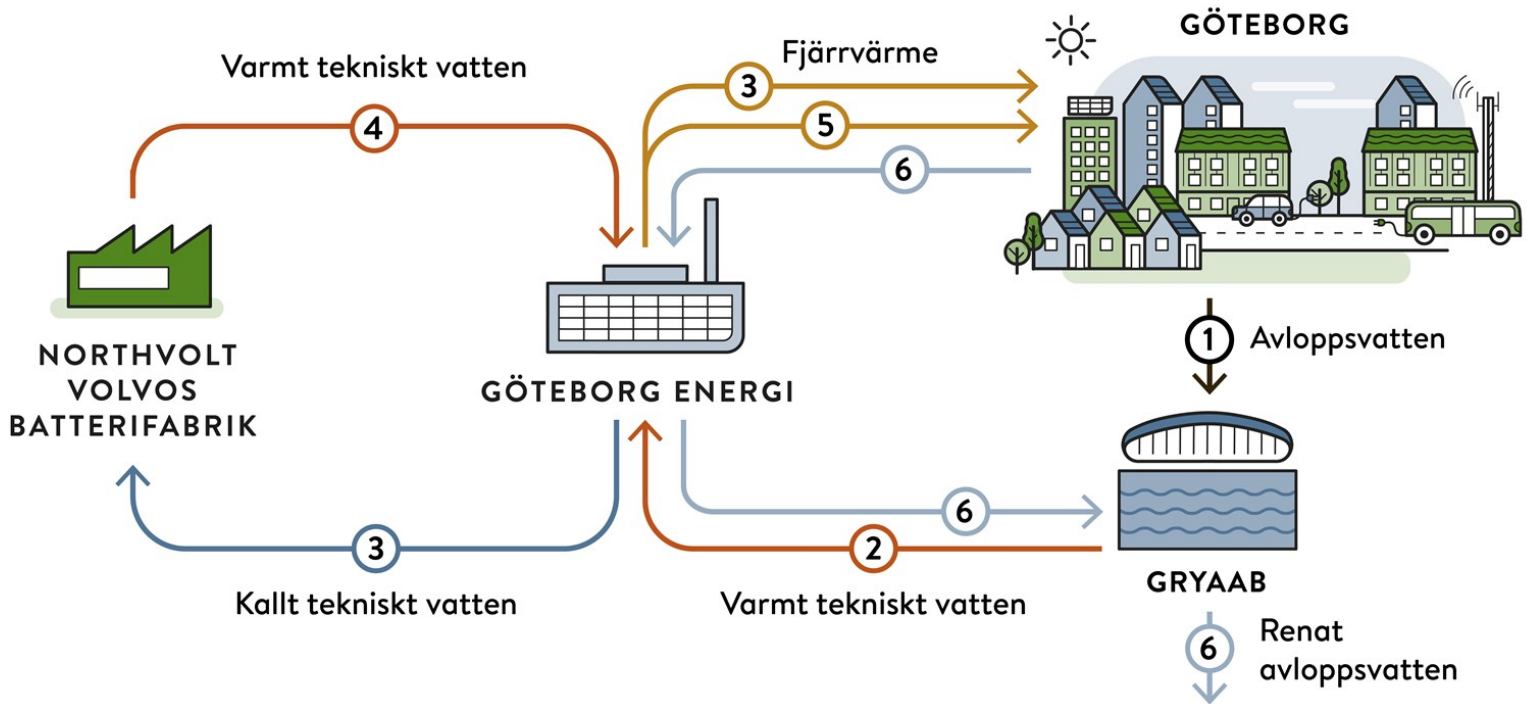 GÖTEBORG
Varmt tekniskt vatten
Fjärrvärme
3
4
5
6
NORTHVOLT
VOLVOS
BATTERIFABRIK
GÖTEBORG ENERGI
1
Avloppsvatten
6
3
2
Kallt tekniskt vatten
Varmt tekniskt vatten
GRYAAB
6
Renat
avloppsvatten